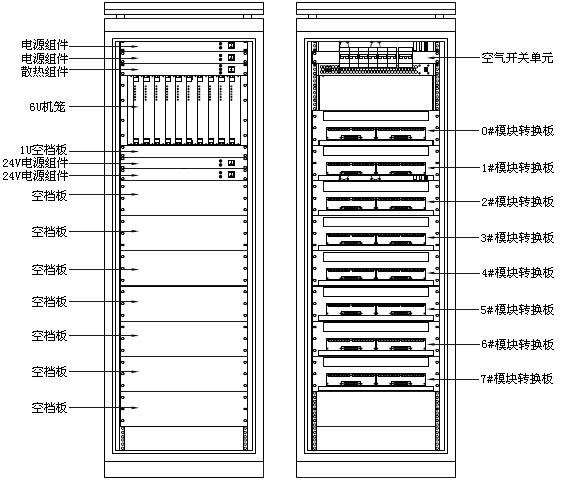 电源组件
电源组件
散热组件
6U机笼
1U空挡板
24V电源组件
24V电源组件
空档板
空档板
空档板
空档板
空档板
空档板
空档板
空气开关单元
0#模块转换板
1#模块转换板
2#模块转换板
3#模块转换板
4#模块转换板
5#模块转换板
6#模块转换板
7#模块转换板